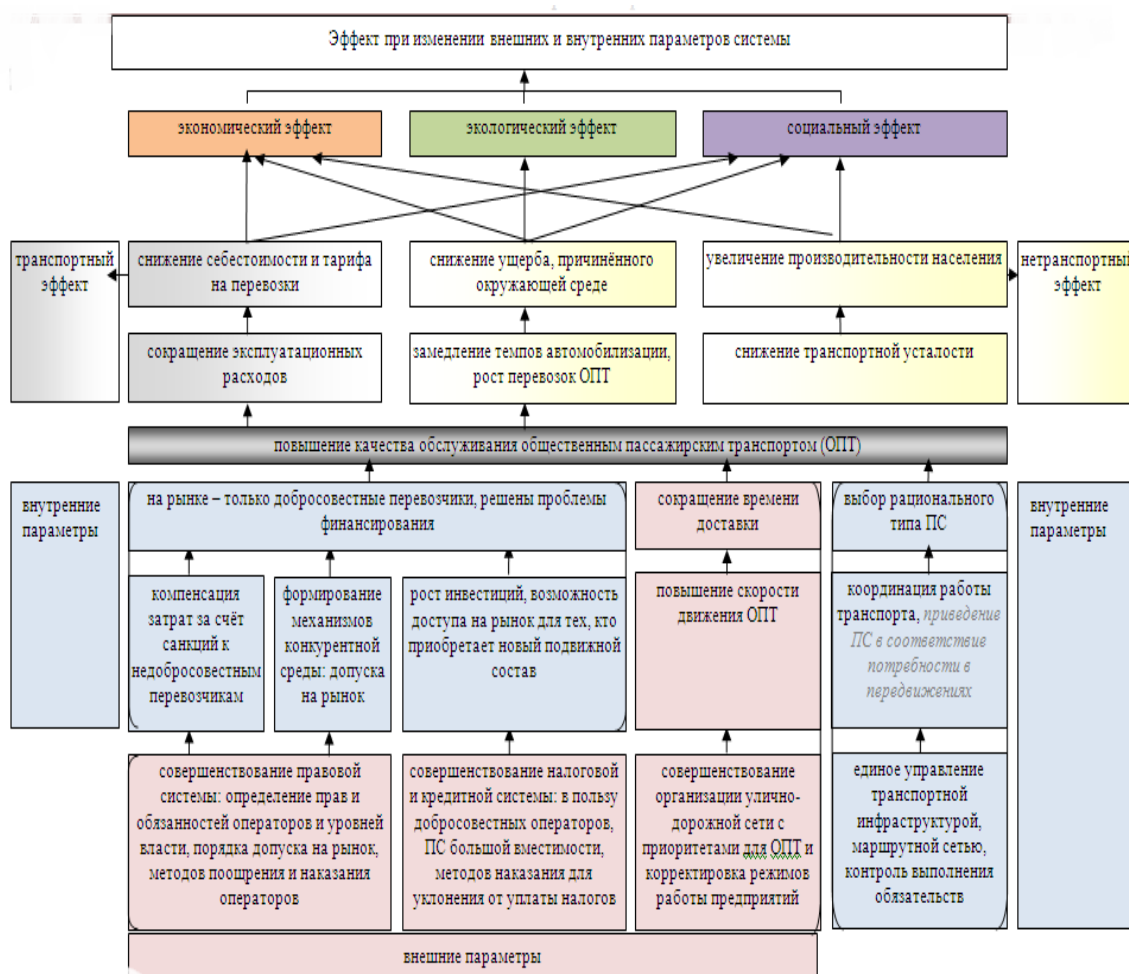 Эффект при изменении внешних и внутренних параметров системы
экономический эффект
экологический эффект
социальный эффект
транспортный
эффект
снижение себестоимости и тарифа
на перевозки
снижение ущерба, причинённого
окружающей среде
увеличение производительности населения
нетранспортный
эффект
сокращение эксплуатационных
расходов
замедление темпов автомобилизации,
рост перевозок ОПТ
снижение транспортной усталости
повышение качества обслуживания общественным пассажирским транспортом (ОПТ)
внутренние
параметры
на рынке – только добросовестные перевозчики, решены проблемы
финансирования
сокращение времени
доставки
выбор рационального
типа ПС
внутренние
параметры
компенсация
затрат за счёт
санкций к
недобросовестным
перевозчикам
формирование
механизмов
конкурентной
среды: допуска
на рынок
рост инвестиций, возможность
доступа на рынок для тех, кто
приобретает новый подвижной
состав
повышение скорости
движения ОПТ
координация работы
транспорта, приведение
ПС в соответствие
потребности в
передвижениях
совершенствование правовой
системы: определение прав и
обязанностей операторов и уровней
власти, порядка допуска на рынок,
методов поощрения и наказания
операторов
совершенствование налоговой
и кредитной системы: в пользу
добросовестных операторов,
ПС большой вместимости,
методов наказания для
уклонения от уплаты налогов
совершенствование
организации улично-
дорожной сети с
приоритетами для ОПТ и
корректировка режимов
работы предприятий
единое управление
транспортной
инфраструктурой,
маршрутной сетью,
контроль выполнения
обязательств
внешние параметры